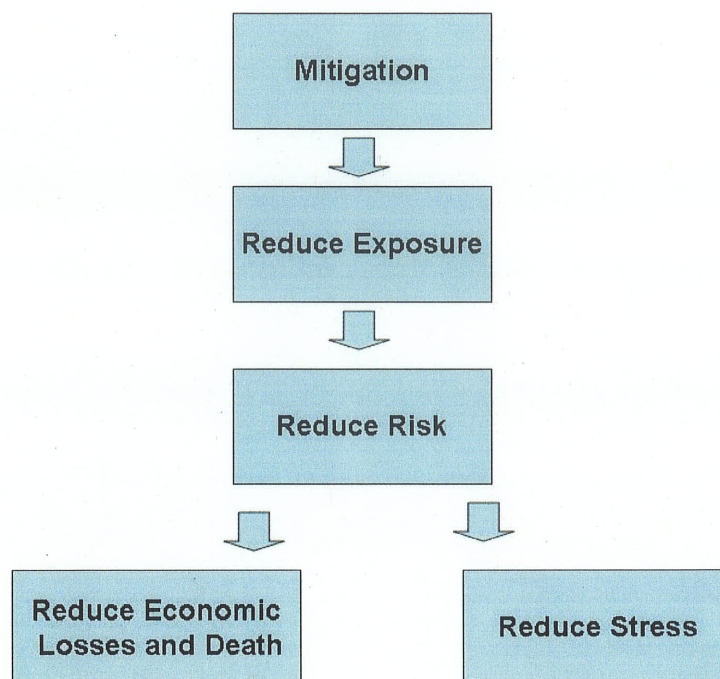 Mitigation
Reduce Exposure
Reduce Risk
Reduce Economic
Losses and Death
Reduce Stress